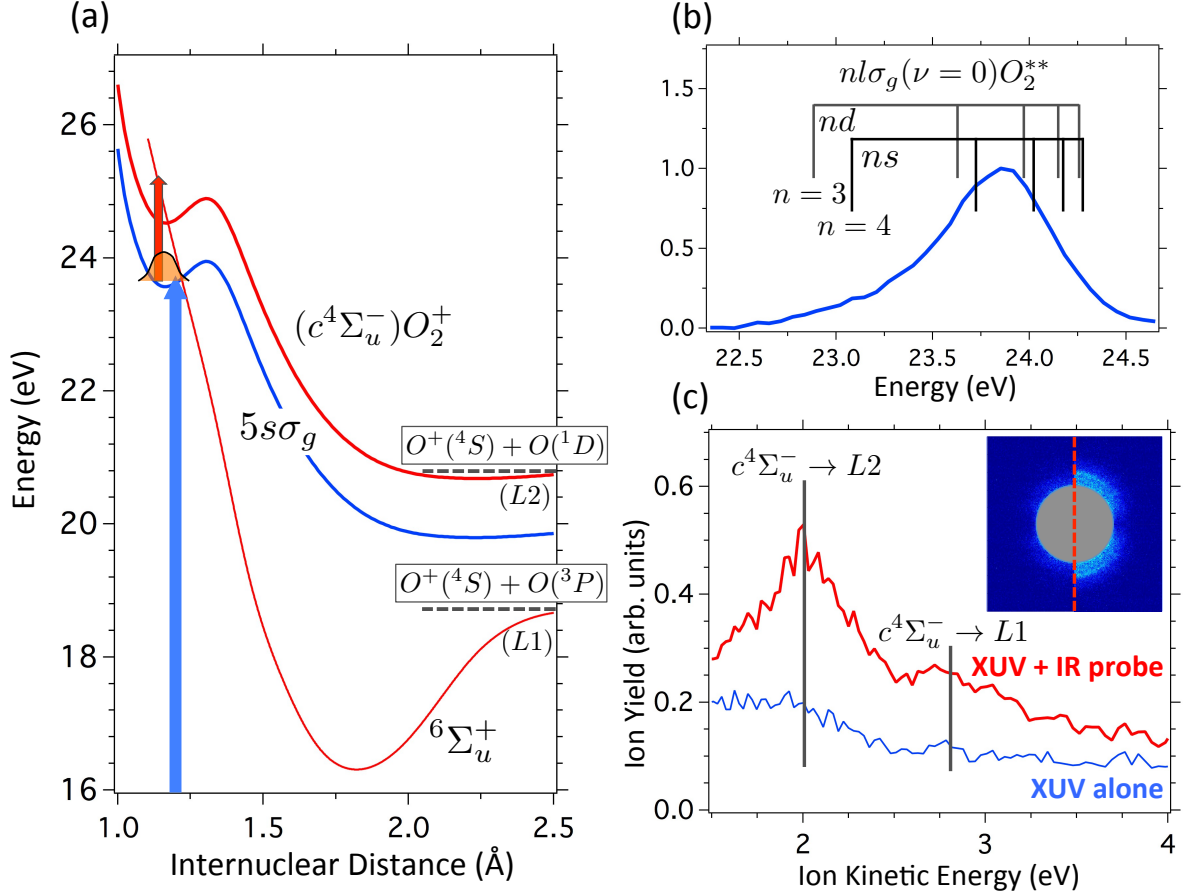 (a)
26
24
22
20
18
16
Energy (eV)
(c⁴Σᵤ⁻)O₂⁺
5sσ_g
O⁺(⁴S) + O(¹D)
(L2)
O⁺(⁴S) + O(³P)
(L1)
⁶Σᵤ⁺
1.0 1.5 2.0 2.5
Internuclear Distance (Å)
(b)
1.5
1.0
0.5
0.0
nlσ_g(ν = 0)O₂**
nd
ns
n = 3
n = 4
22.5 23.0 23.5 24.0 24.5
Energy (eV)
(c)
0.6
0.4
0.2
0.0
Ion Yield (arb. units)
c⁴Σᵤ⁻ → L2
c⁴Σᵤ⁻ → L1
XUV + IR probe
XUV alone
2 3 4
Ion Kinetic Energy (eV)